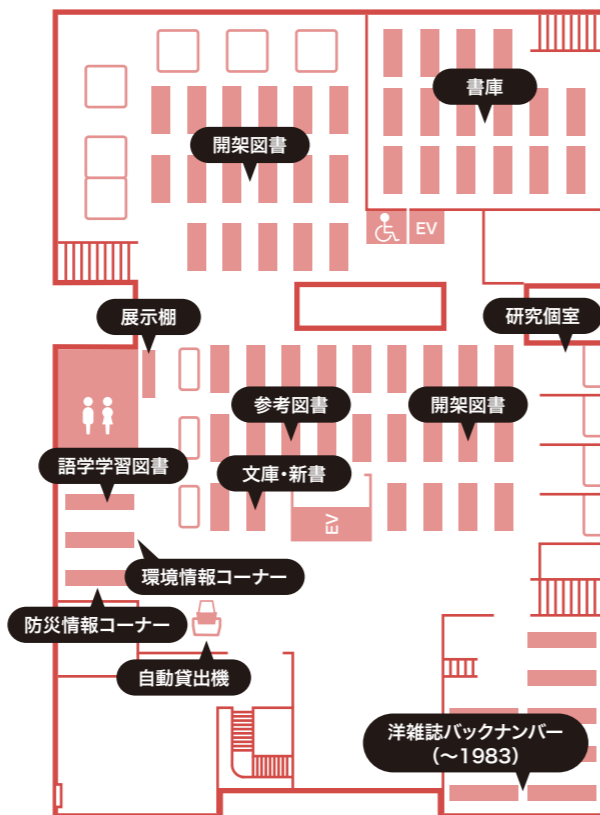 書庫
開架図書
EV
展示棚
研究個室
参考図書
開架図書
語学学習図書
文庫・新書
EV
環境情報コーナー
防災情報コーナー
自動貸出機
洋雑誌バックナンバー
(～1983)